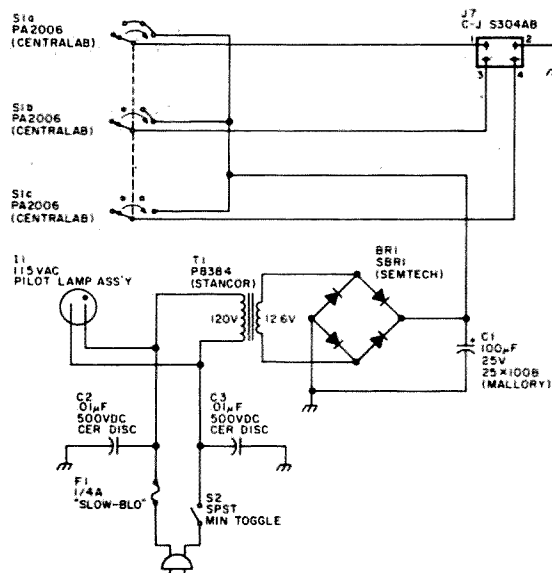 S1a
PA2006
(CENTRALAB)
J7
C-J S304AB
1
2
3
4
S1b
PA2006
(CENTRALAB)
S1c
PA2006
(CENTRALAB)
I1
115VAC
PILOT LAMP ASS'Y
T1
P8384
(STANCOR)
120V
12.6V
BR1
SBR1
(SEMTECH)
+
C1
100µF
25V
25×100B
(MALLORY)
C2
.01µF
500VDC
CER DISC
C3
.01µF
500VDC
CER DISC
F1
1/4A
"SLOW-BLO"
S2
SPST
MIN TOGGLE